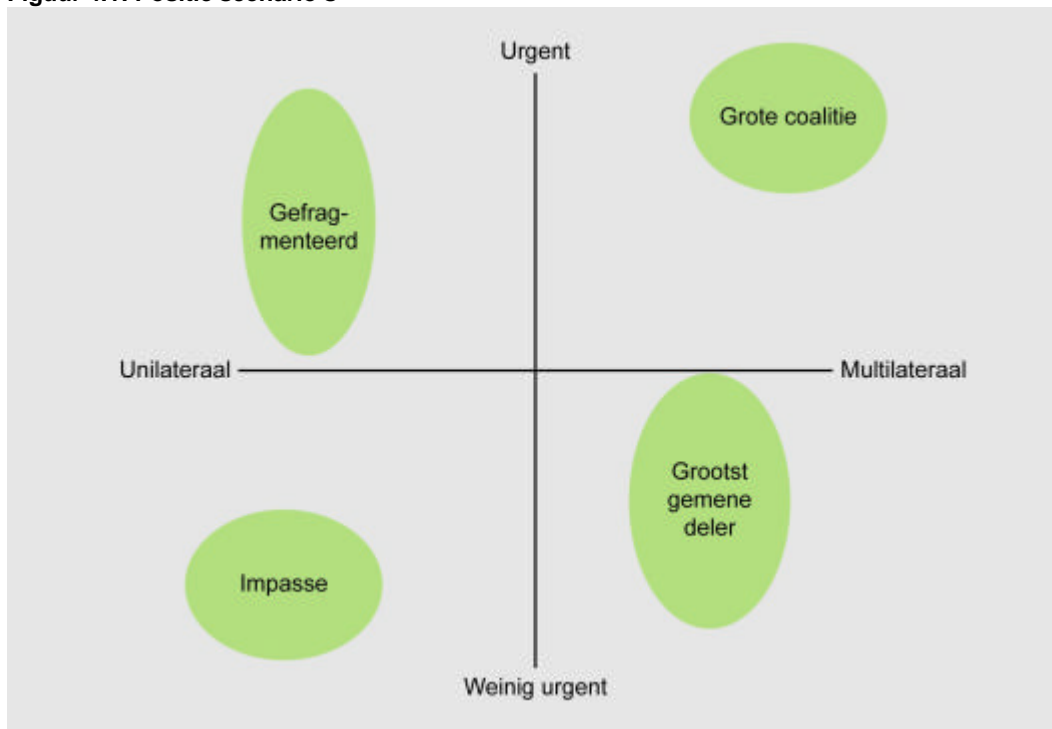 Urgent
Grote coalitie
Gefrag-
menteerd
Unilateraal
Multilateraal
Grootst
gemene
deler
Impasse
Weinig urgent